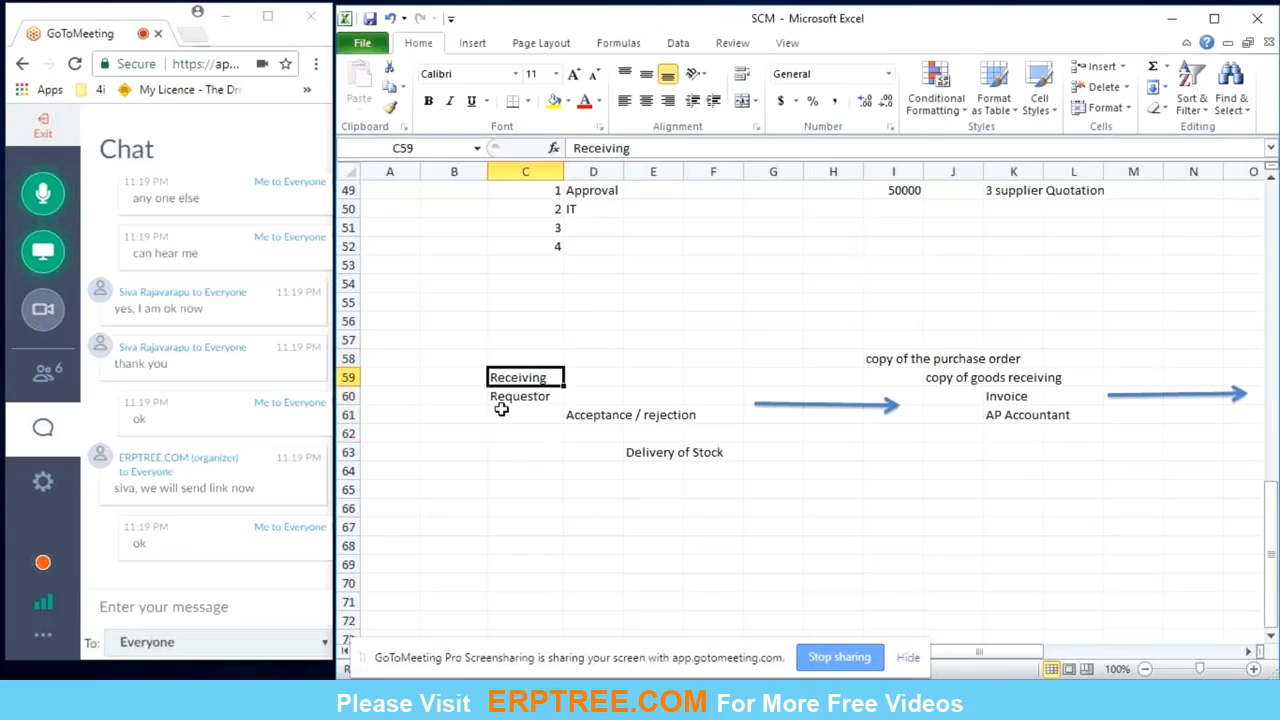 GoToMeeting
Secure
https://ap...
Apps
4i
My Licence - The Dri
»
Exit
Chat
11:19 PM
Me to Everyone
any one else
11:19 PM
Me to Everyone
can hear me
Siva Rajavarapu to Everyone
11:19 PM
yes, I am ok now
Siva Rajavarapu to Everyone
11:19 PM
thank you
11:19 PM
Me to Everyone
ok
ERPTREE.COM (organizer)
to Everyone
11:19 PM
siva, we will send link now
11:19 PM
Me to Everyone
ok
6
Enter your message
To:
Everyone
SCM - Microsoft Excel
File
Home
Insert
Page Layout
Formulas
Data
Review
View
Paste
Clipboard
Calibri
11
B I U
Font
Alignment
General
$ % ,
Number
Conditional
Formatting
Format
as Table
Cell
Styles
Styles
Insert
Delete
Format
Cells
Sort &
Filter
Find &
Select
Editing
C59
fx
Receiving
A B C D E F G H I J K L M N O
49 1 Approval 50000 3 supplier Quotation
50 2 IT
51 3
52 4
53
54
55
56
57
58 copy of the purchase order
59 Receiving copy of goods receiving
60 Requestor Invoice
61 Acceptance / rejection AP Accountant
62
63 Delivery of Stock
64
65
66
67
68
69
70
71
72
73
GoToMeeting Pro Screensharing is sharing your screen with app.gotomeeting.com.
Stop sharing
Hide
100%
Please Visit ERPTREE.COM For More Free Videos